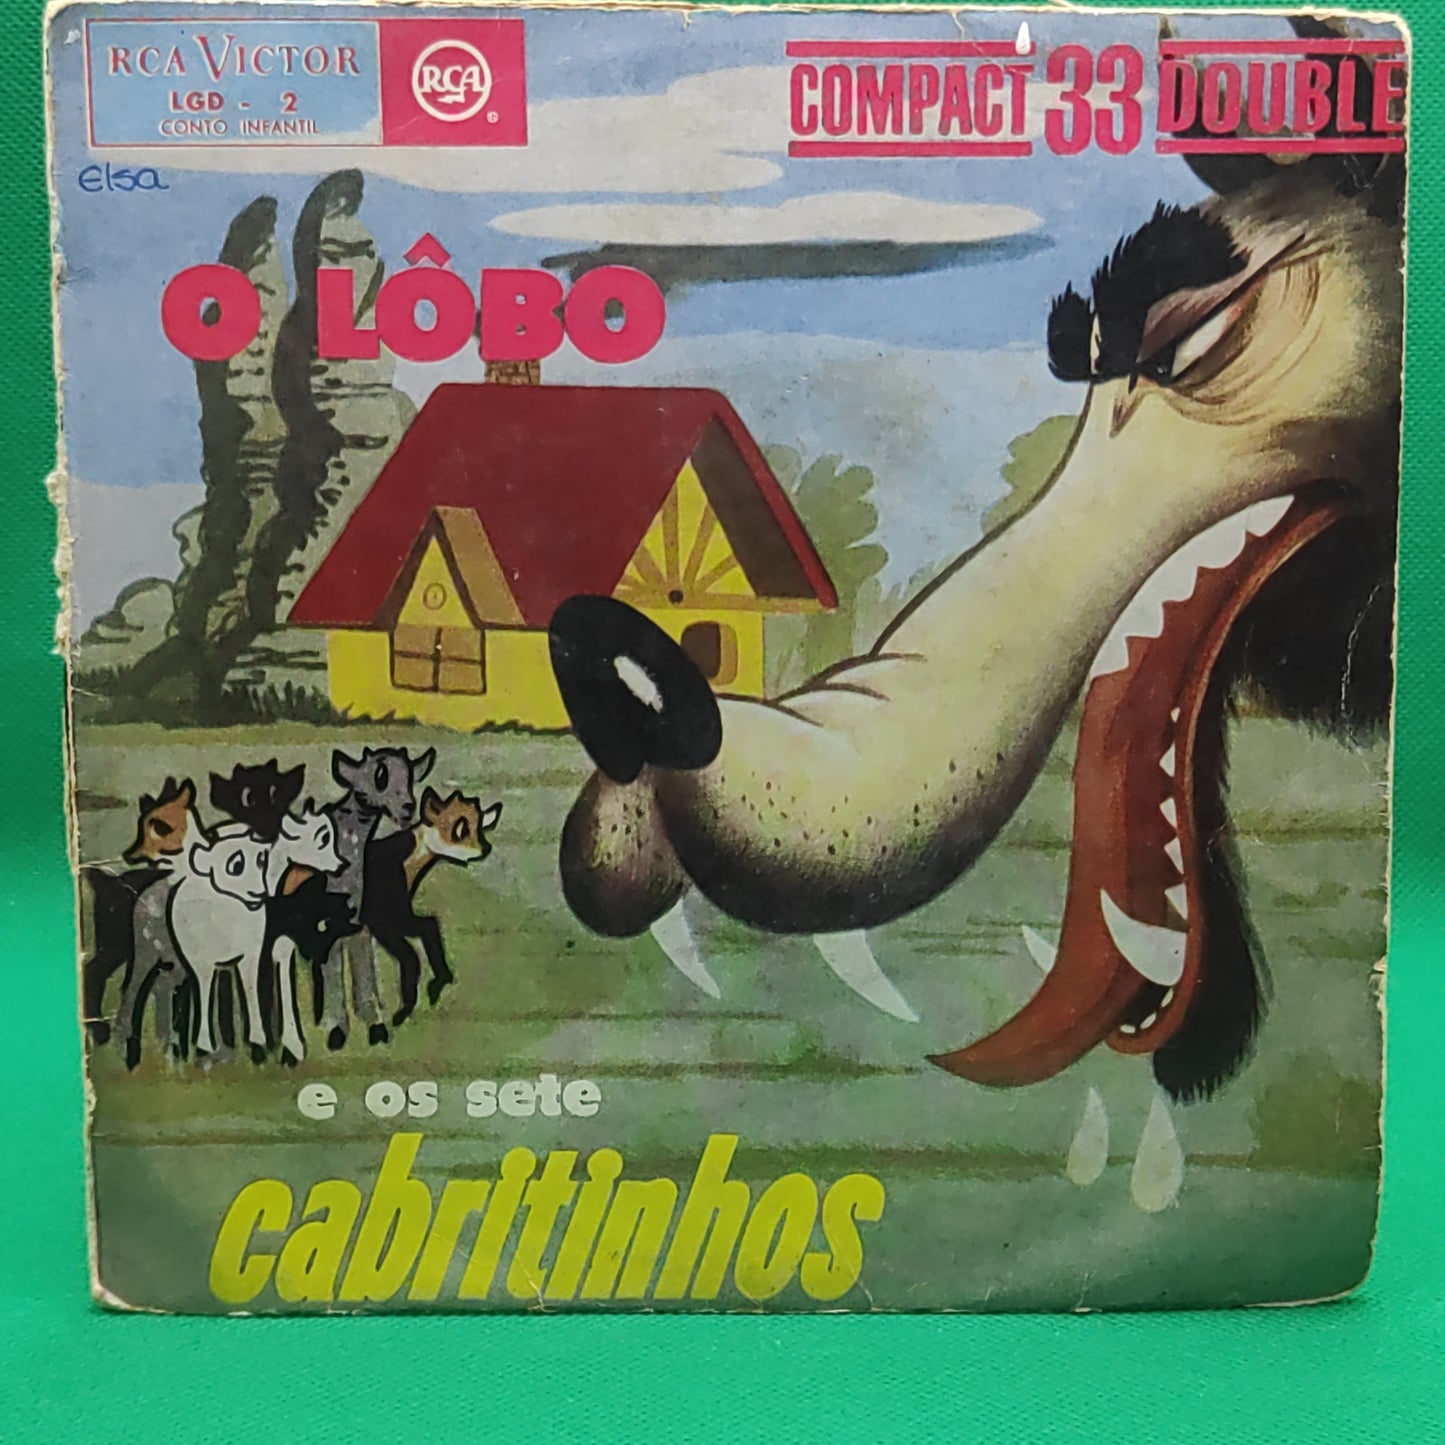 RCA VICTOR
LGD - 2
CONTO INFANTIL
RCA
®
COMPACT 33 DOUBLE
Elsa
O LÔBO
e os sete
cabritinhos